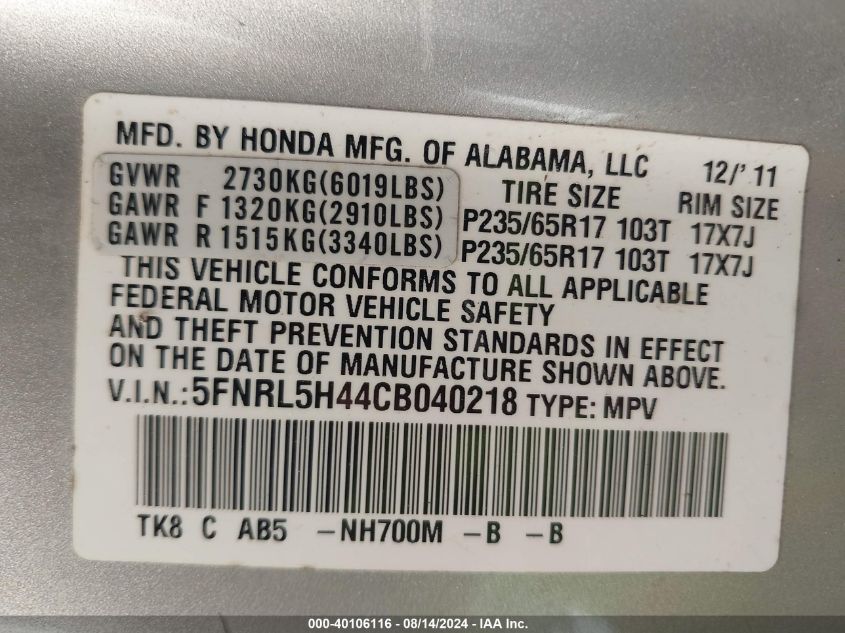 MFD. BY HONDA MFG. OF ALABAMA, LLC 12/' 11
GVWR 2730KG(6019LBS) TIRE SIZE RIM SIZE
GAWR F 1320KG(2910LBS) P235/65R17 103T 17X7J
GAWR R 1515KG(3340LBS) P235/65R17 103T 17X7J
THIS VEHICLE CONFORMS TO ALL APPLICABLE
FEDERAL MOTOR VEHICLE SAFETY
AND THEFT PREVENTION STANDARDS IN EFFECT
ON THE DATE OF MANUFACTURE SHOWN ABOVE.
V.I.N.:5FNRL5H44CB040218 TYPE: MPV
TK8 C AB5 -NH700M -B -B
000-40106116 - 08/14/2024 - IAA Inc.